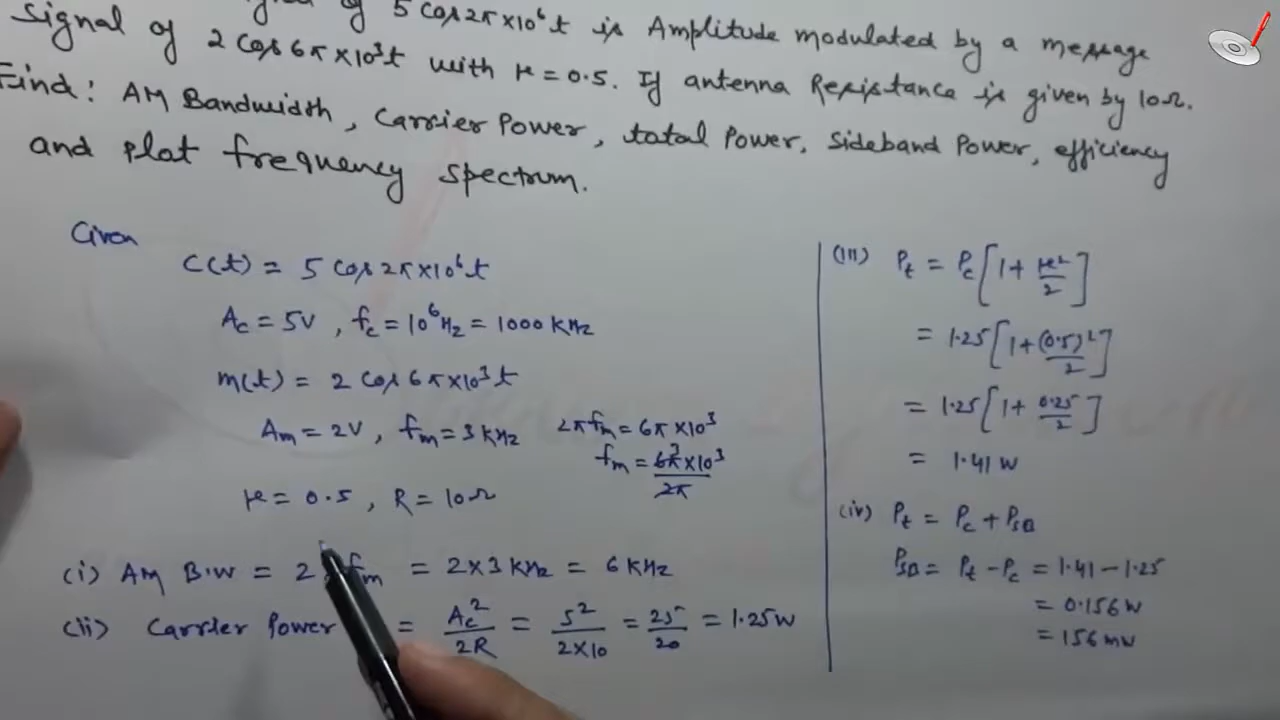 of 5 Cos2π×10⁶t is Amplitude modulated by a message
signal of 2 Cos 6π×10³t with μ = 0.5. If antenna Resistance is given by 10Ω.
Find: AM Bandwidth, Carrier Power, total Power, Sideband Power, efficiency
and plot frequency spectrum.
Given
C(t) = 5 Cos2π×10⁶t
Ac = 5V, fc = 10⁶Hz = 1000 KHz
m(t) = 2 Cos 6π×10³t
Am = 2V, fm = 3 KHz 2πfm = 6π×10³
fm = 6π×10³/2π 3
μ = 0.5, R = 10Ω
(i) AM B.W = 2 fm = 2×3 KHz = 6 KHz
(ii) Carrier Power = Ac²/2R = 5²/2×10 = 25/20 = 1.25W
(iii) Pt = Pc[1 + μ²/2]
= 1.25[1+(0.5)²/2]
= 1.25[1 + 0.25/2]
= 1.41 W
(iv) Pt = Pc + PSB
PSB = Pt - Pc = 1.41 - 1.25
= 0.156 W
= 156 mW